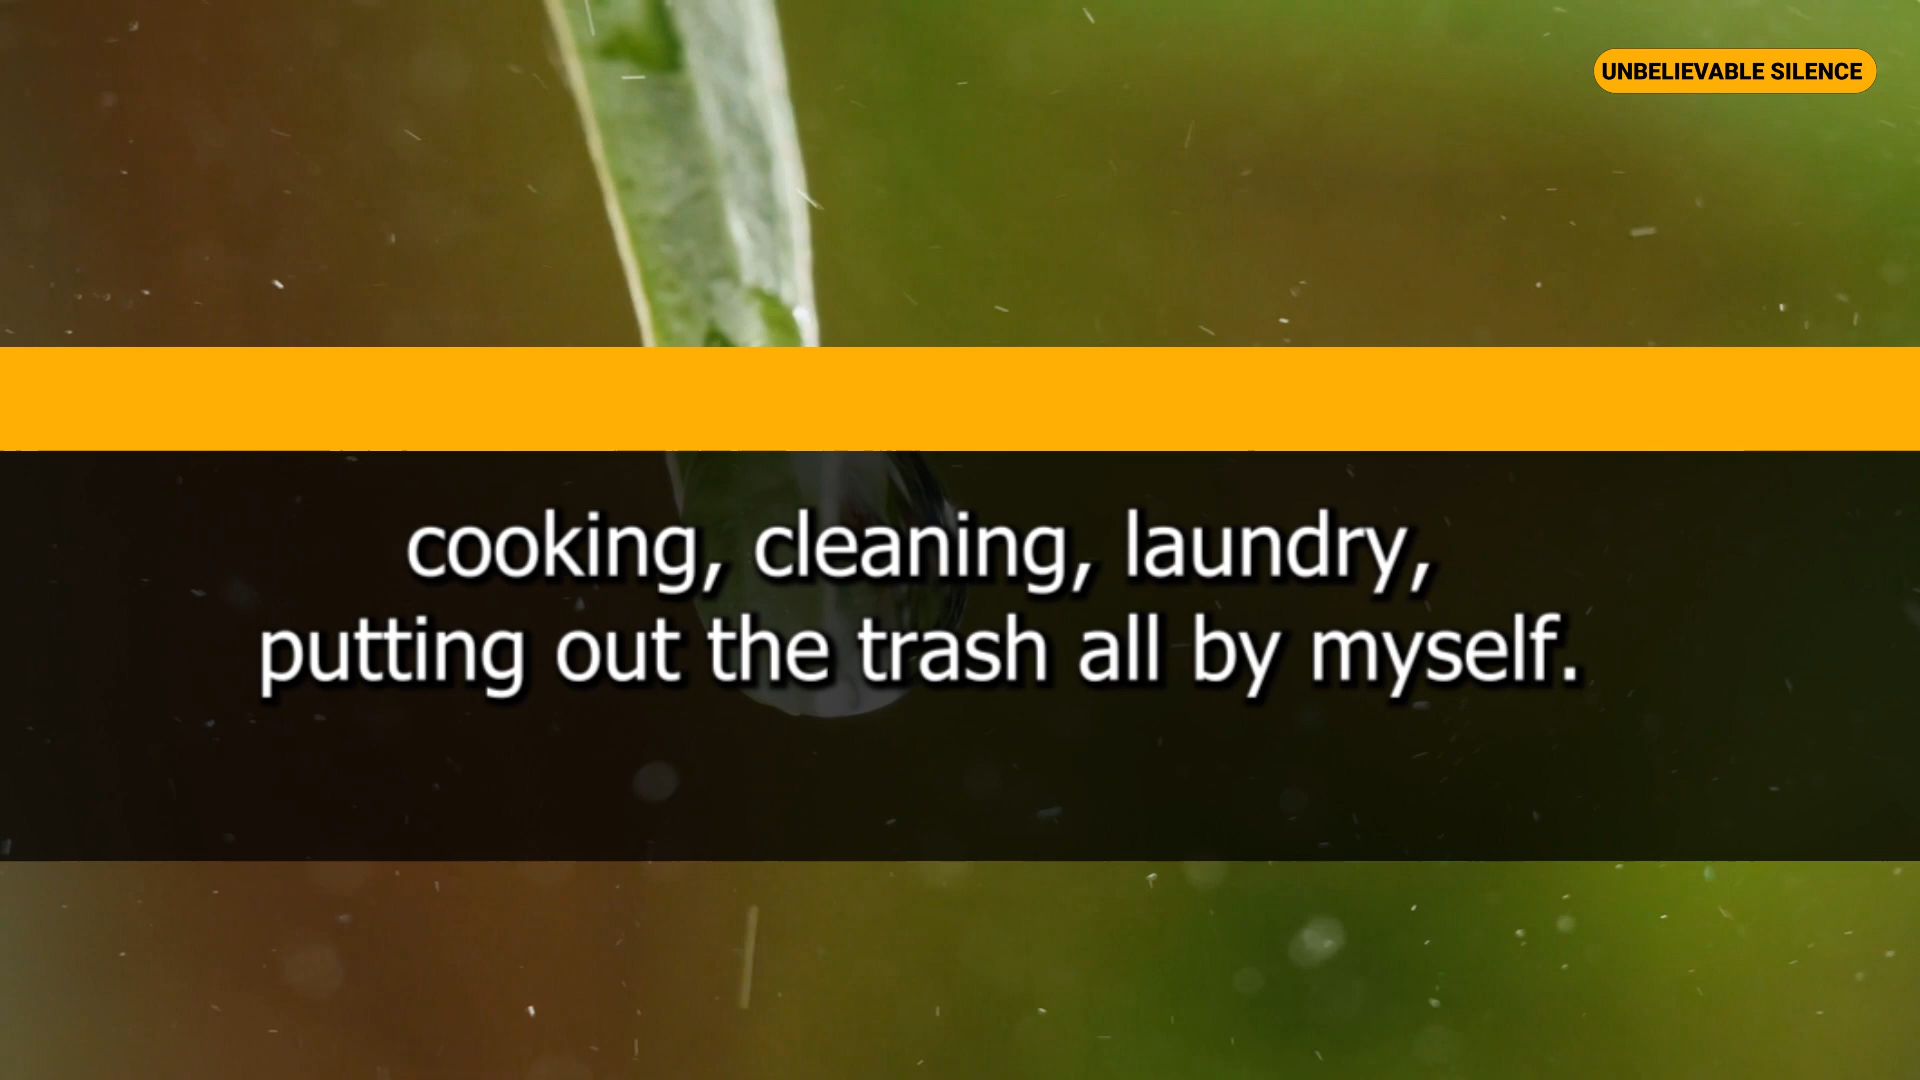 UNBELIEVABLE SILENCE
cooking, cleaning, laundry,
putting out the trash all by myself.